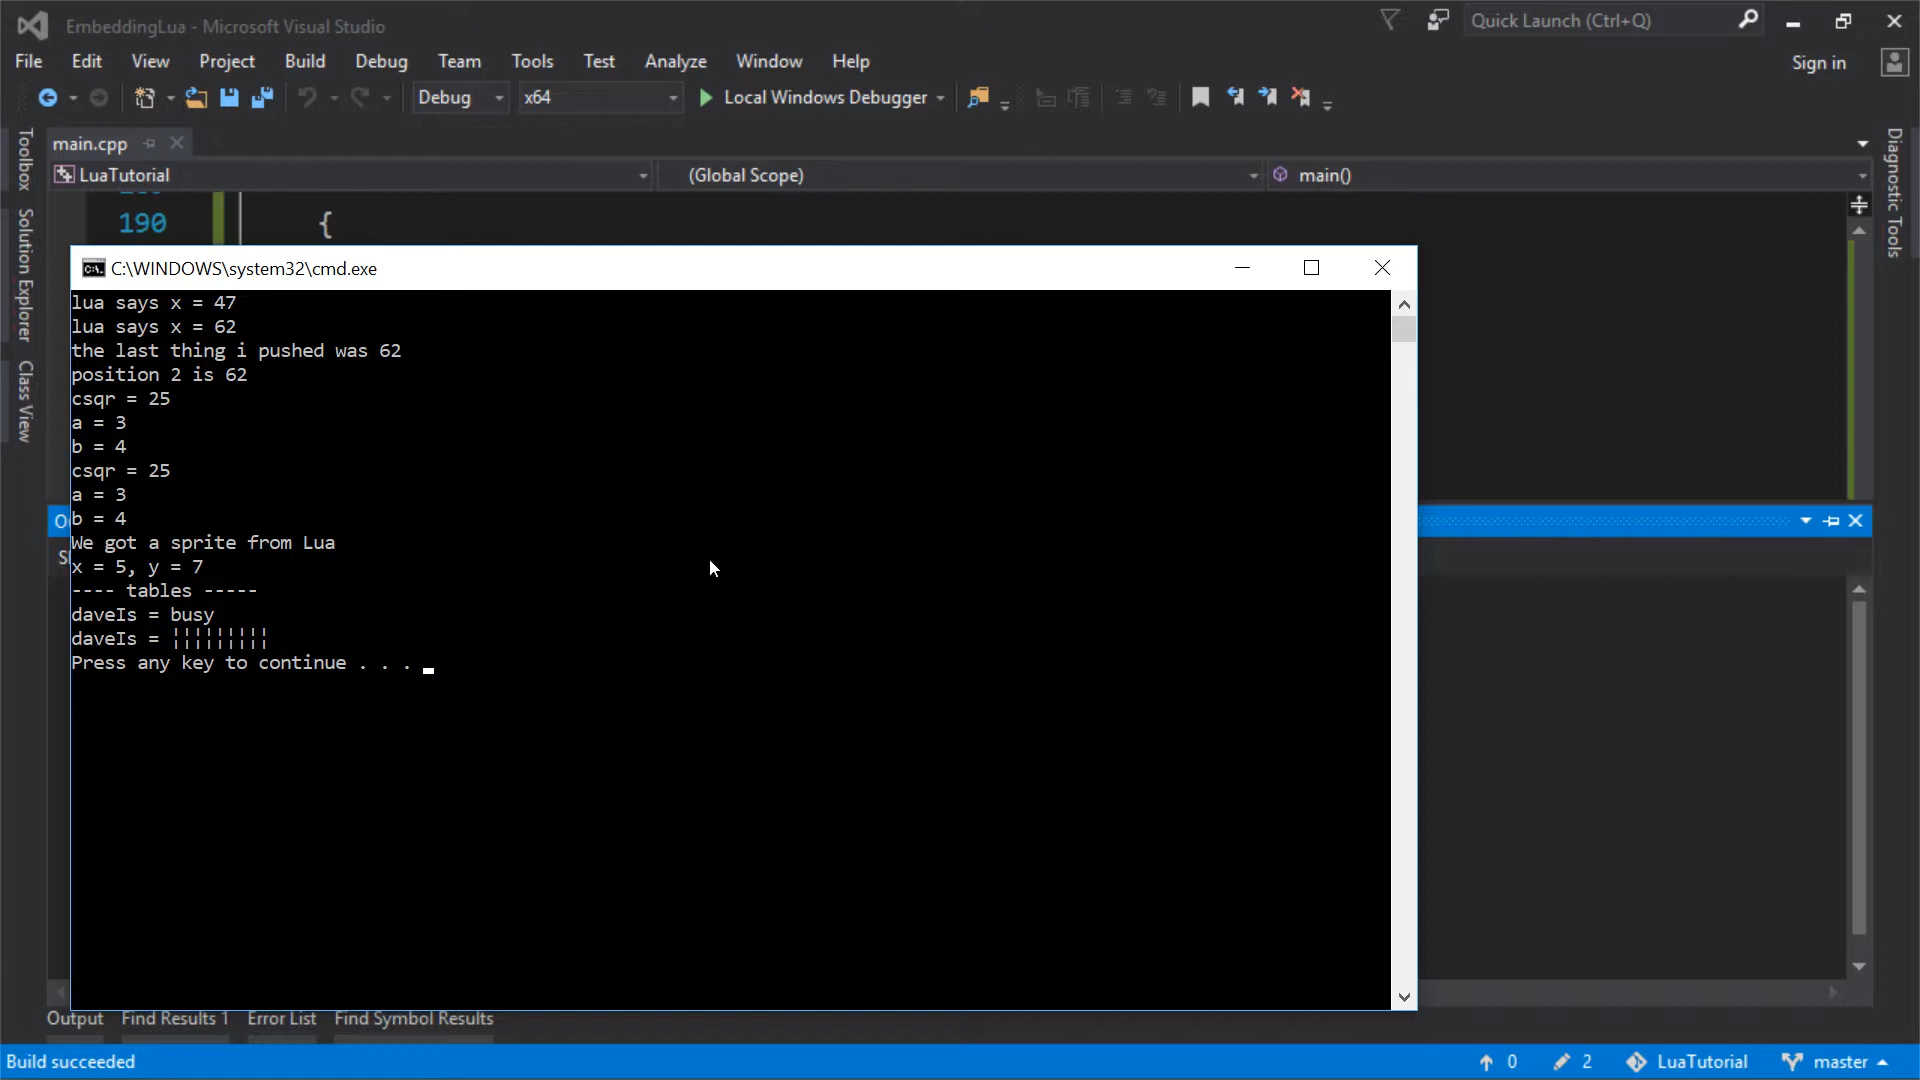 EmbeddingLua - Microsoft Visual Studio
Quick Launch (Ctrl+Q)
File Edit View Project Build Debug Team Tools Test Analyze Window Help
Sign in
Debug x64 Local Windows Debugger
main.cpp
LuaTutorial (Global Scope) main()
190 {
Toolbox
Solution Explorer
Class View
Diagnostic Tools
C:\WINDOWS\system32\cmd.exe
lua says x = 47
lua says x = 62
the last thing i pushed was 62
position 2 is 62
csqr = 25
a = 3
b = 4
csqr = 25
a = 3
b = 4
We got a sprite from Lua
x = 5, y = 7
---- tables -----
daveIs = busy
daveIs = ¦¦¦¦¦¦¦¦¦
Press any key to continue . . .
Output Find Results 1 Error List Find Symbol Results
Build succeeded
0 2 LuaTutorial master